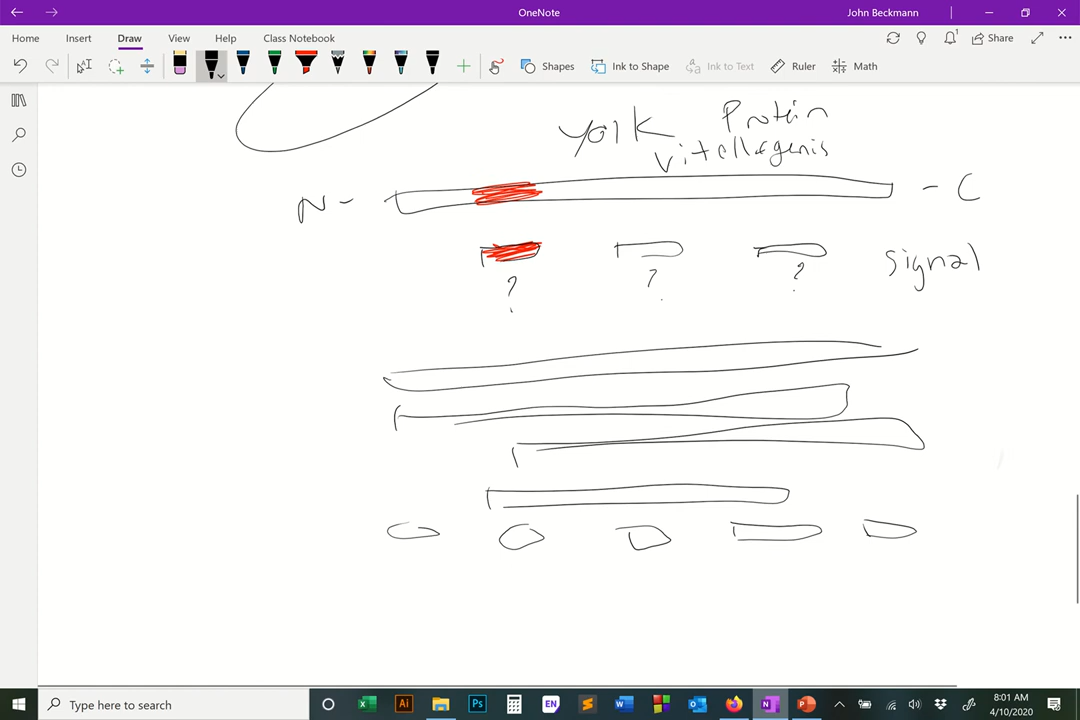 OneNote
John Beckmann
Home Insert Draw View Help Class Notebook
Share
Shapes Ink to Shape Ink to Text Ruler Math
Yolk Protein
vitellogenis
N - - C
signal
? ? ?
Type here to search
8:01 AM
4/10/2020